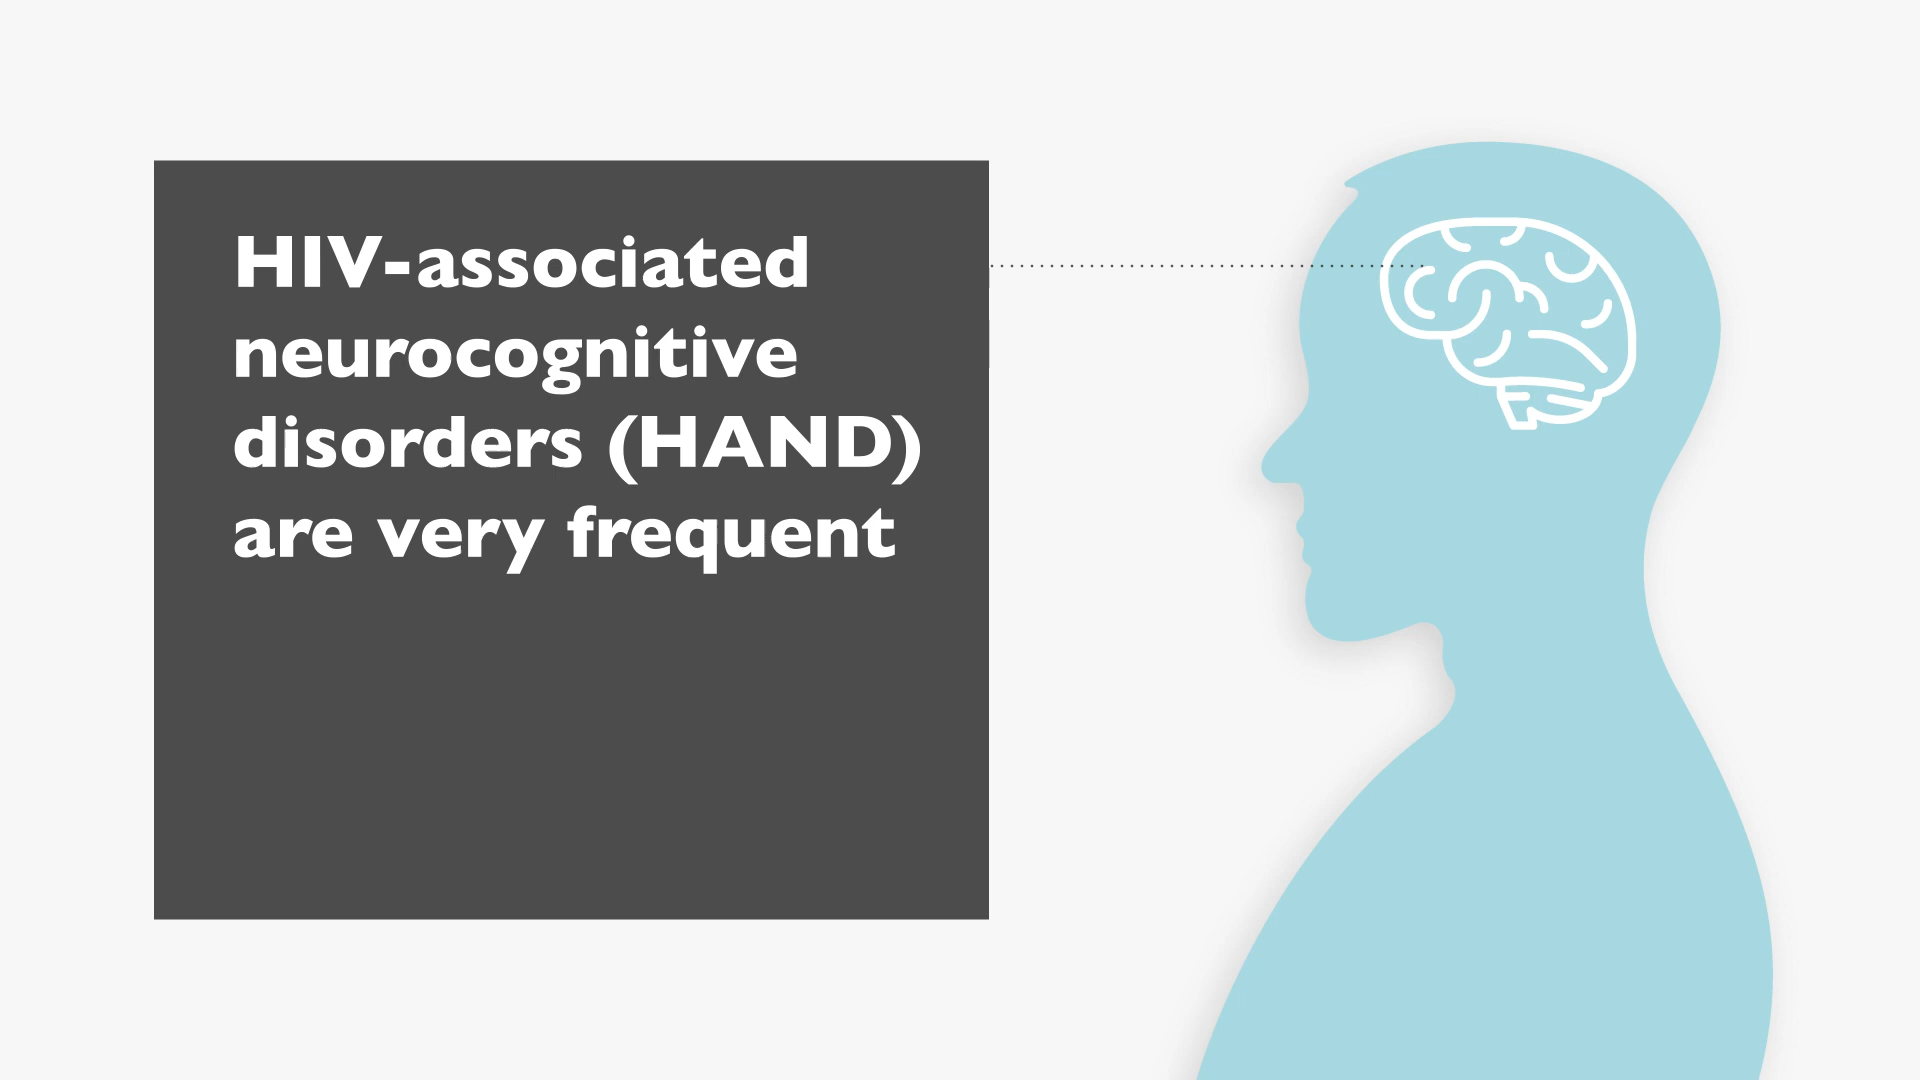 HIV-associated
neurocognitive
disorders (HAND)
are very frequent